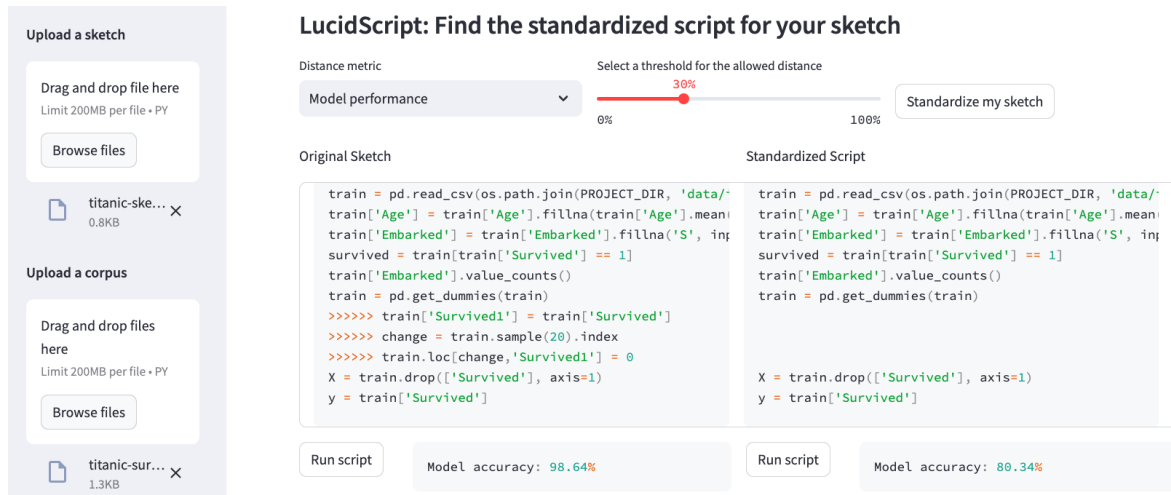 Upload a sketch
Drag and drop file here
Limit 200MB per file • PY
Browse files
titanic-ske...
0.8KB
Upload a corpus
Drag and drop files
here
Limit 200MB per file • PY
Browse files
titanic-sur...
1.3KB
LucidScript: Find the standardized script for your sketch
Distance metric
Model performance
Select a threshold for the allowed distance
30%
0% 100%
Standardize my sketch
Original Sketch
train = pd.read_csv(os.path.join(PROJECT_DIR, 'data/
train['Age'] = train['Age'].fillna(train['Age'].mean
train['Embarked'] = train['Embarked'].fillna('S', inp
survived = train[train['Survived'] == 1]
train['Embarked'].value_counts()
train = pd.get_dummies(train)
>>>>>> train['Survived1'] = train['Survived']
>>>>>> change = train.sample(20).index
>>>>>> train.loc[change,'Survived1'] = 0
X = train.drop(['Survived'], axis=1)
y = train['Survived']
Run script
Model accuracy: 98.64%
Standardized Script
train = pd.read_csv(os.path.join(PROJECT_DIR, 'data/
train['Age'] = train['Age'].fillna(train['Age'].mean
train['Embarked'] = train['Embarked'].fillna('S', inp
survived = train[train['Survived'] == 1]
train['Embarked'].value_counts()
train = pd.get_dummies(train)
X = train.drop(['Survived'], axis=1)
y = train['Survived']
Run script
Model accuracy: 80.34%